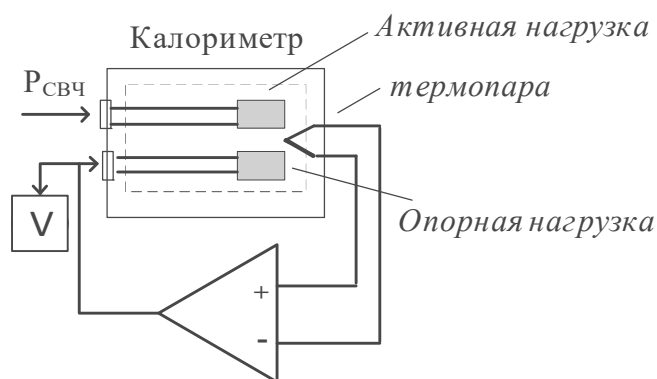 Активная нагрузка
Калориметр
PСВЧ
термопара
V
Опорная нагрузка
+
-